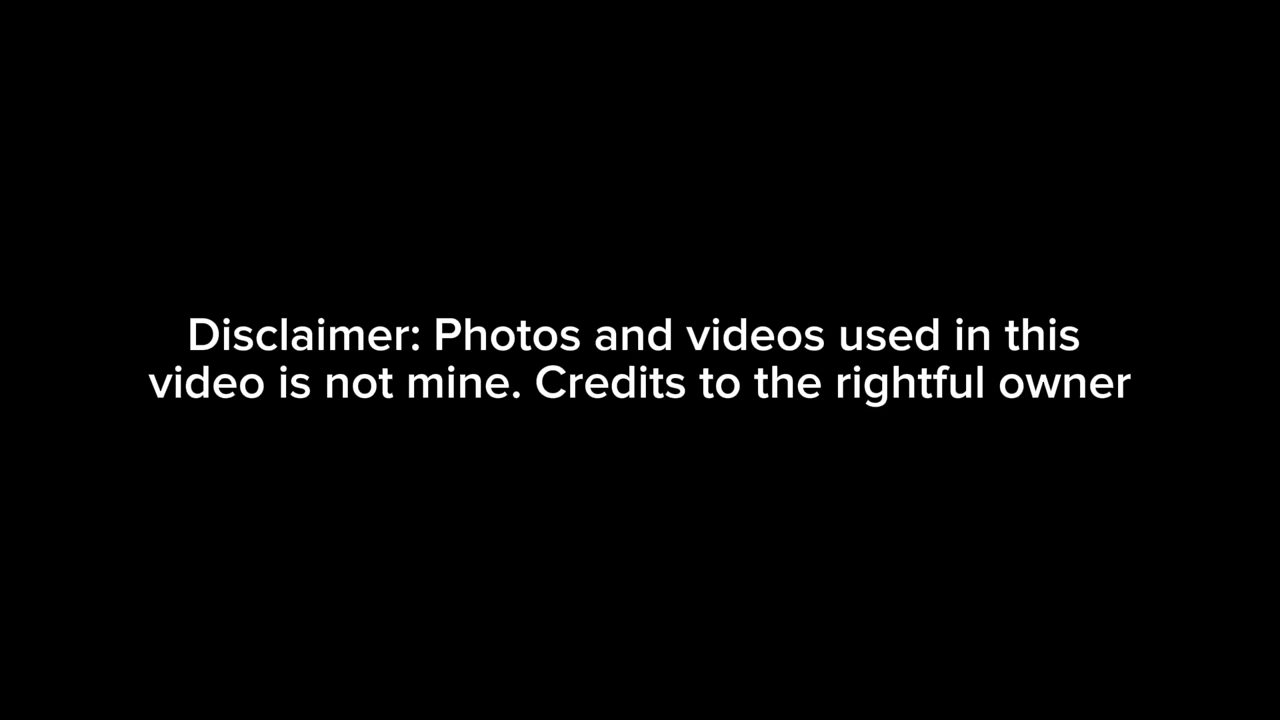 Disclaimer: Photos and videos used in this
video is not mine. Credits to the rightful owner